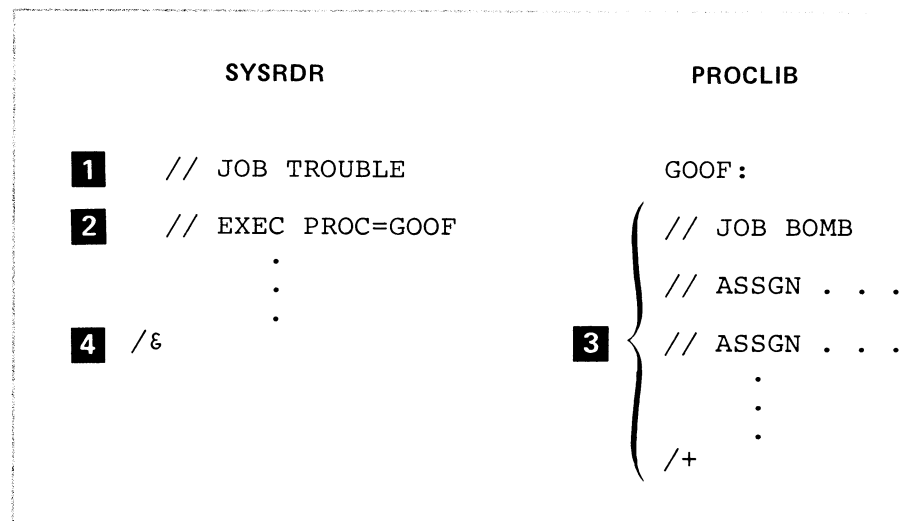 SYSRDR
PROCLIB
1 // JOB TROUBLE
GOOF:
2 // EXEC PROC=GOOF
// JOB BOMB
.
// ASSGN . . .
.
.
4 /&
3 // ASSGN . . .
.
.
.
/+